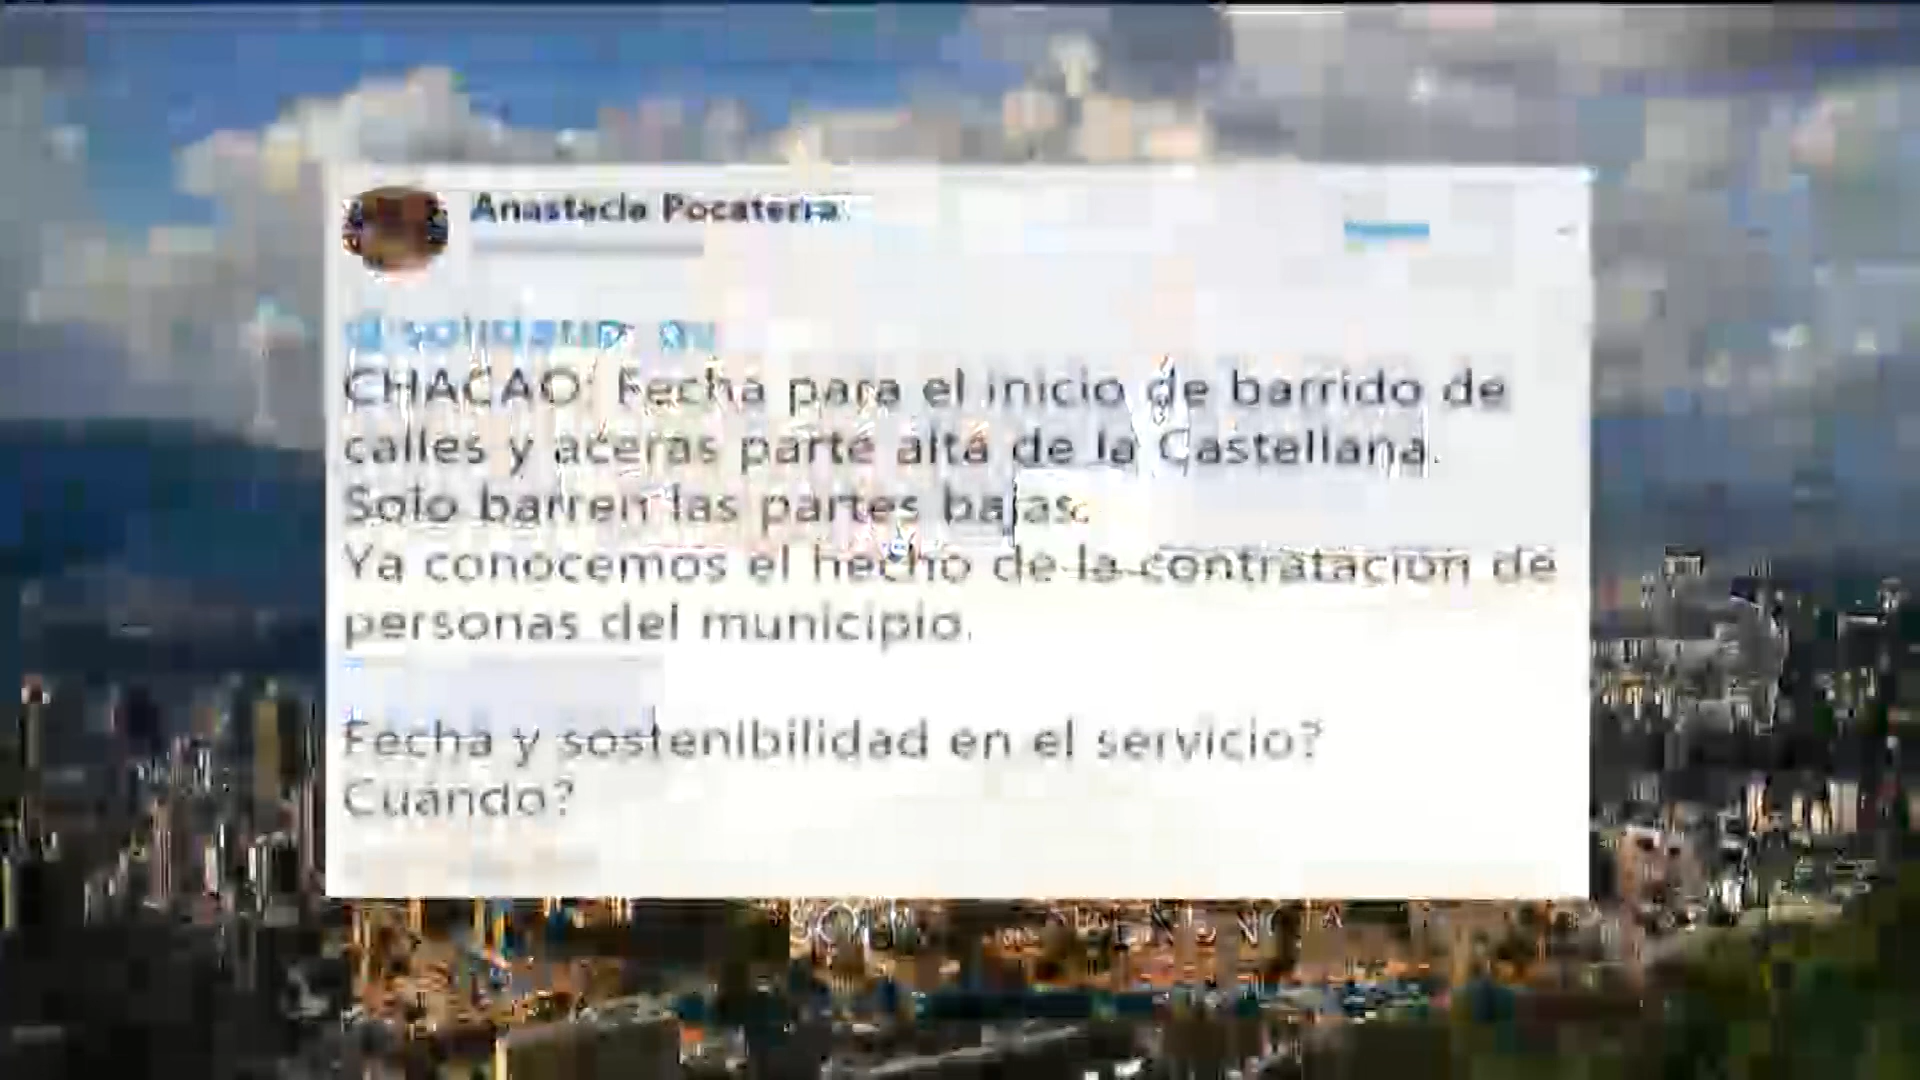 Anastacia Pocaterra
CHACAO: Fecha para el inicio de barrido de
calles y aceras parte alta de la Castellana.
Solo barren las partes bajas.
Ya conocemos el hecho de la contratación de
personas del municipio.
Fecha y sostenibilidad en el servicio?
Cuándo?